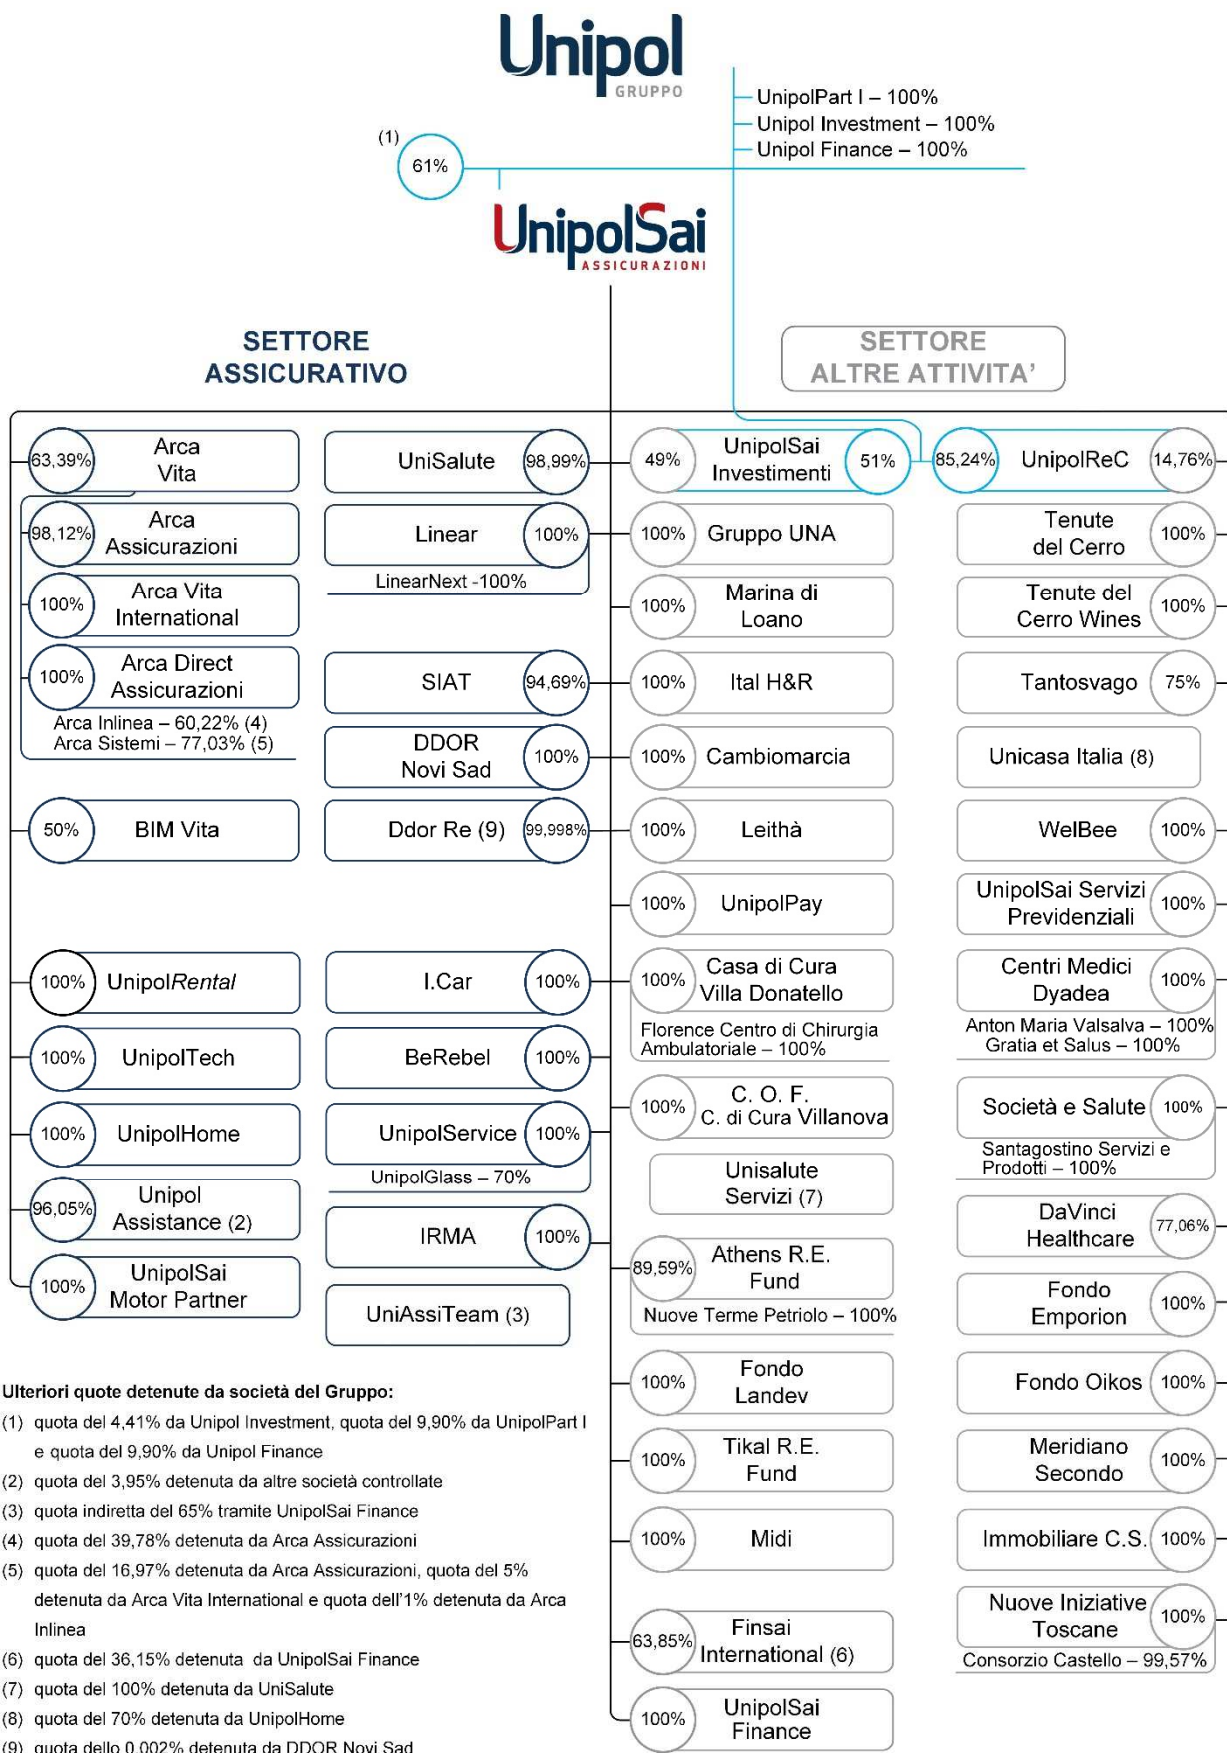 Unipol
GRUPPO
UnipolPart I – 100%
Unipol Investment – 100%
Unipol Finance – 100%
(1)
61%
UnipolSai
ASSICURAZIONI
SETTORE
ASSICURATIVO
63,39%
Arca
Vita
98,12%
Arca
Assicurazioni
100%
Arca Vita
International
100%
Arca Direct
Assicurazioni
Arca Inlinea – 60,22% (4)
Arca Sistemi – 77,03% (5)
50%
BIM Vita
100%
UnipolRental
100%
UnipolTech
100%
UnipolHome
96,05%
Unipol
Assistance (2)
100%
UnipolSai
Motor Partner
UniSalute
98,99%
Linear
100%
LinearNext -100%
SIAT
94,69%
DDOR
Novi Sad
100%
Ddor Re (9)
99,998%
I.Car
100%
BeRebel
100%
UnipolService
100%
UnipolGlass – 70%
IRMA
100%
UniAssiTeam (3)
SETTORE
ALTRE ATTIVITA’
49%
UnipolSai
Investimenti
51%
100%
Gruppo UNA
100%
Marina di
Loano
100%
Ital H&R
100%
Cambiomarcia
100%
Leithà
100%
UnipolPay
100%
Casa di Cura
Villa Donatello
Florence Centro di Chirurgia
Ambulatoriale – 100%
100%
C. O. F.
C. di Cura Villanova
Unisalute
Servizi (7)
89,59%
Athens R.E.
Fund
Nuove Terme Petriolo – 100%
100%
Fondo
Landev
100%
Tikal R.E.
Fund
100%
Midi
63,85%
Finsai
International (6)
100%
UnipolSai
Finance
85,24%
UnipolReC
14,76%
Tenute
del Cerro
100%
Tenute del
Cerro Wines
100%
Tantosvago
75%
Unicasa Italia (8)
WelBee
100%
UnipolSai Servizi
Previdenziali
100%
Centri Medici
Dyadea
100%
Anton Maria Valsalva – 100%
Gratia et Salus – 100%
Società e Salute
100%
Santagostino Servizi e
Prodotti – 100%
DaVinci
Healthcare
77,06%
Fondo
Emporion
100%
Fondo Oikos
100%
Meridiano
Secondo
100%
Immobiliare C.S.
100%
Nuove Iniziative
Toscane
100%
Consorzio Castello – 99,57%
Ulteriori quote detenute da società del Gruppo:
(1) quota del 4,41% da Unipol Investment, quota del 9,90% da UnipolPart I
e quota del 9,90% da Unipol Finance
(2) quota del 3,95% detenuta da altre società controllate
(3) quota indiretta del 65% tramite UnipolSai Finance
(4) quota del 39,78% detenuta da Arca Assicurazioni
(5) quota del 16,97% detenuta da Arca Assicurazioni, quota del 5%
detenuta da Arca Vita International e quota dell’1% detenuta da Arca
Inlinea
(6) quota del 36,15% detenuta da UnipolSai Finance
(7) quota del 100% detenuta da UniSalute
(8) quota del 70% detenuta da UnipolHome
(9) quota dello 0,002% detenuta da DDOR Novi Sad